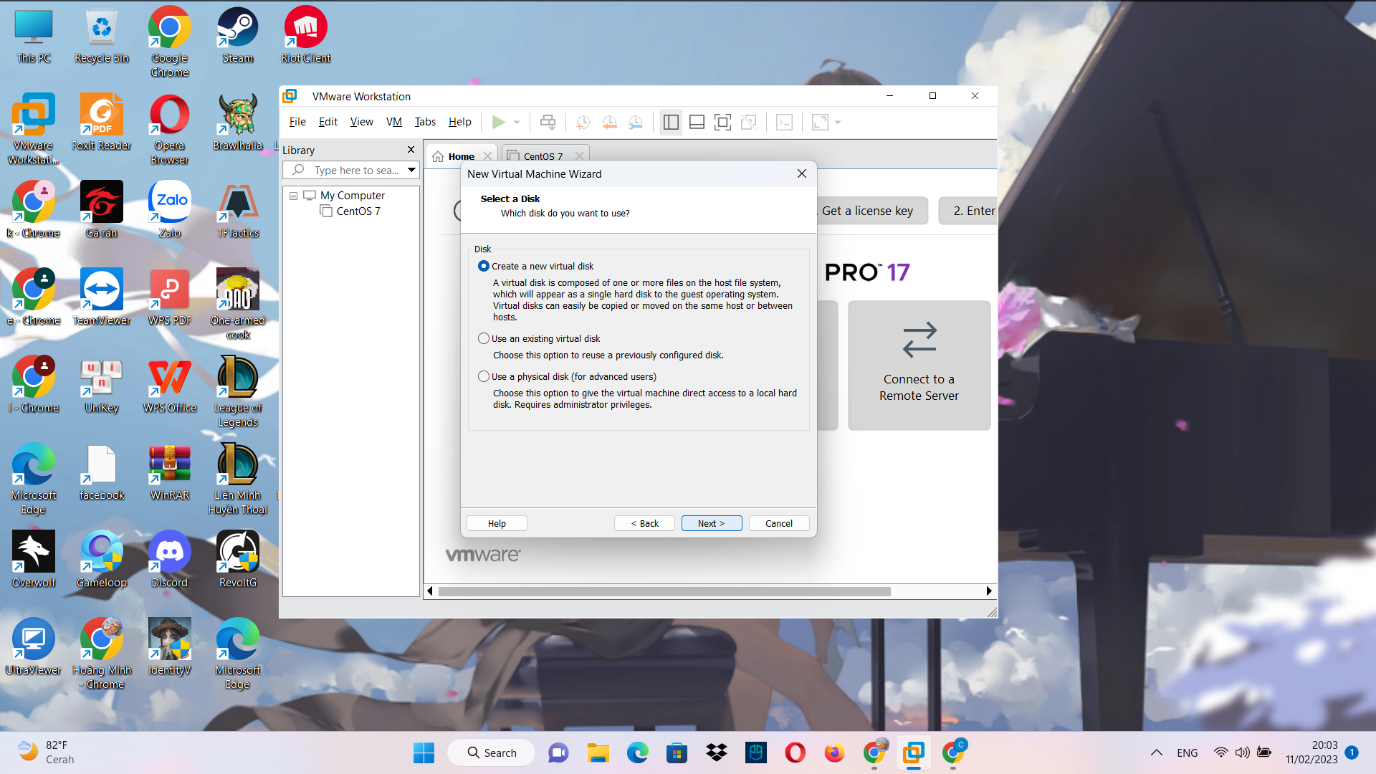 This PC
Recycle Bin
Google
Chrome
Steam
Riot Client
VMware
Workstati...
Foxit Reader
Opera
Browser
Brawlhalla
k - Chrome
Gà rán
Zalo
TFTactics
e - Chrome
TeamViewer
WPS PDF
One-armed
cook
i - Chrome
UniKey
WPS Office
League of
Legends
Microsoft
Edge
facebook
WinRAR
Liên Minh
Huyền Thoại
Overwolf
Gameloop
Discord
RevoltG
UltraViewer
Hoàng Minh
- Chrome
IdentityV
Microsoft
Edge
VMware Workstation
File Edit View VM Tabs Help
Library
Type here to sea...
My Computer
CentOS 7
Home
CentOS 7
Get a license key
2. Enter
PRO™ 17
Connect to a
Remote Server
New Virtual Machine Wizard
Select a Disk
Which disk do you want to use?
Disk
Create a new virtual disk
A virtual disk is composed of one or more files on the host file system,
which will appear as a single hard disk to the guest operating system.
Virtual disks can easily be copied or moved on the same host or between
hosts.
Use an existing virtual disk
Choose this option to reuse a previously configured disk.
Use a physical disk (for advanced users)
Choose this option to give the virtual machine direct access to a local hard
disk. Requires administrator privileges.
Help
< Back
Next >
Cancel
vmware
82°F
Cerah
Search
ENG
20:03
11/02/2023
1